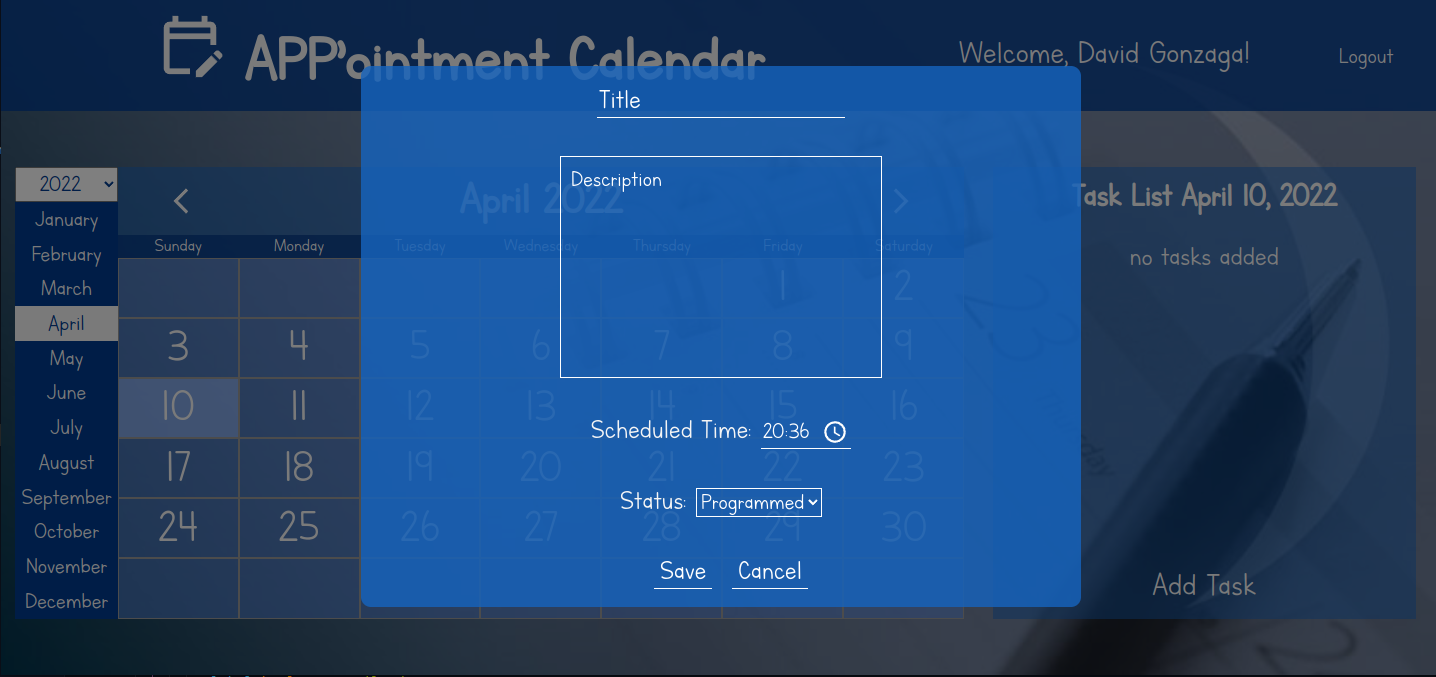 APP'ointment Calendar
Welcome, David Gonzaga!
Logout
Title
Description
Scheduled Time: 20:36
Status: Programmed
Save Cancel
2022
January
February
March
April
May
June
July
August
September
October
November
December
April 2022
Sunday Monday Tuesday Wednesday Thursday Friday Saturday
1 2
3 4 5 6 7 8 9
10 11 12 13 14 15 16
17 18 19 20 21 22 23
24 25 26 27 28 29 30
Task List April 10, 2022
no tasks added
Add Task